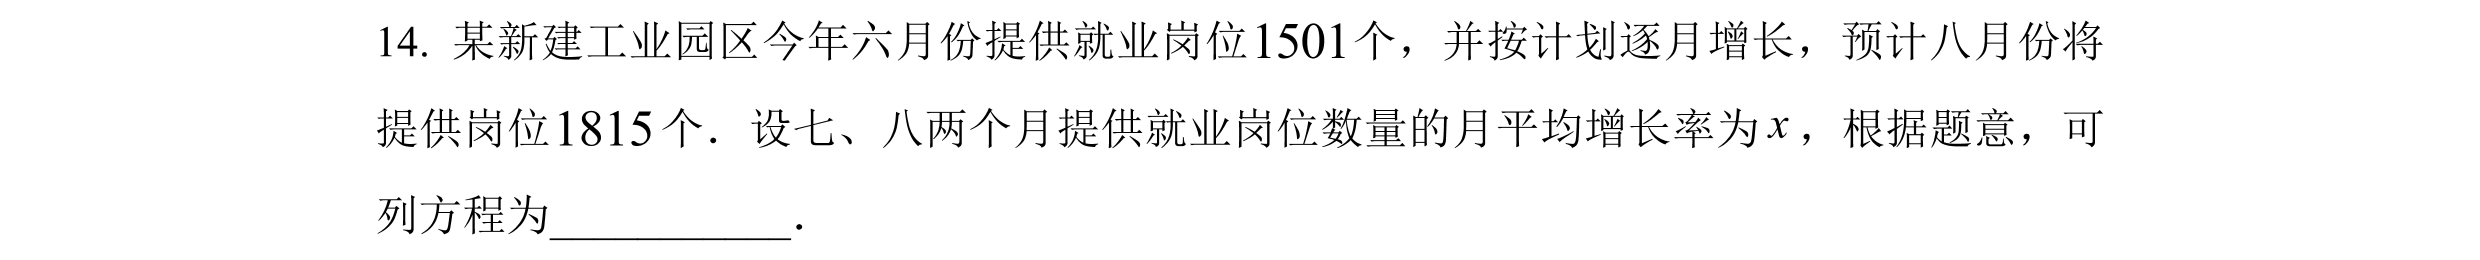 14. 某新建工业园区今年六月份提供就业岗位1501个，并按计划逐月增长，预计八月份将
提供岗位1815个．设七、八两个月提供就业岗位数量的月平均增长率为x，根据题意，可
列方程为___________．